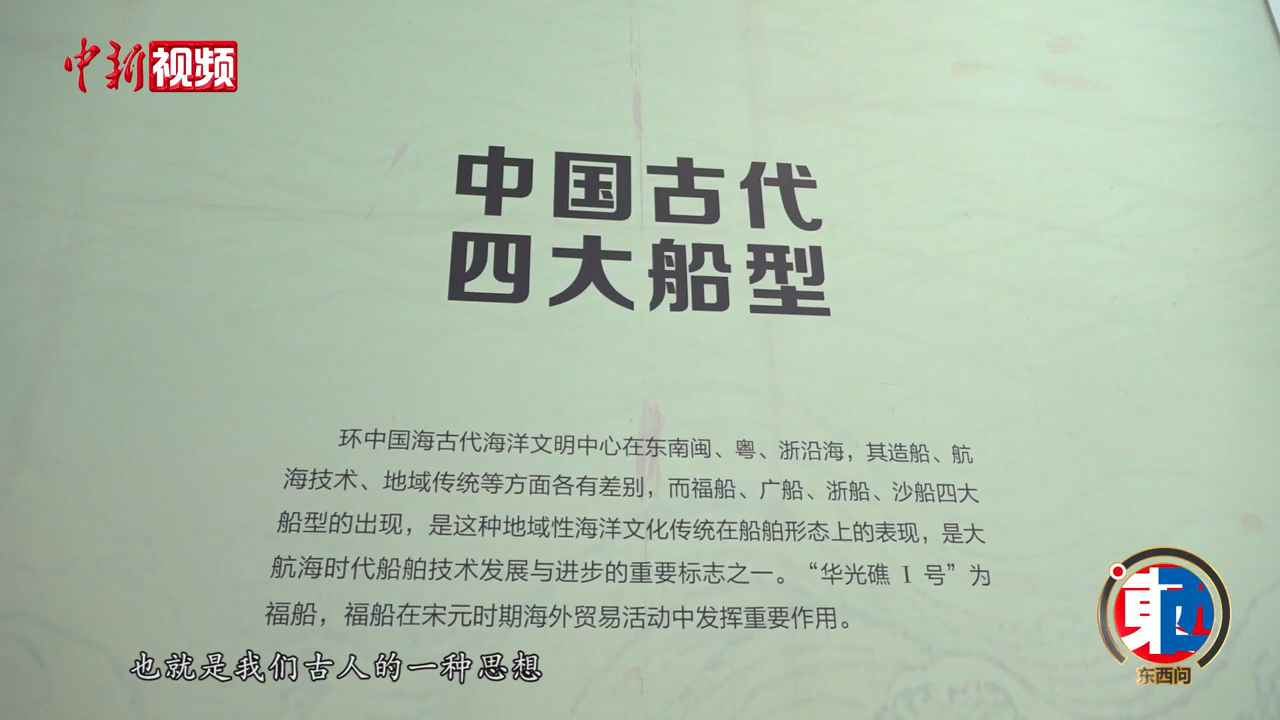 中新视频
中国古代
四大船型
环中国海古代海洋文明中心在东南闽、粤、浙沿海，其造船、航
海技术、地域传统等方面各有差别，而福船、广船、浙船、沙船四大
船型的出现，是这种地域性海洋文化传统在船舶形态上的表现，是大
航海时代船舶技术发展与进步的重要标志之一。“华光礁 I 号”为
福船，福船在宋元时期海外贸易活动中发挥重要作用。
也就是我们古人的一种思想
東西
东西问